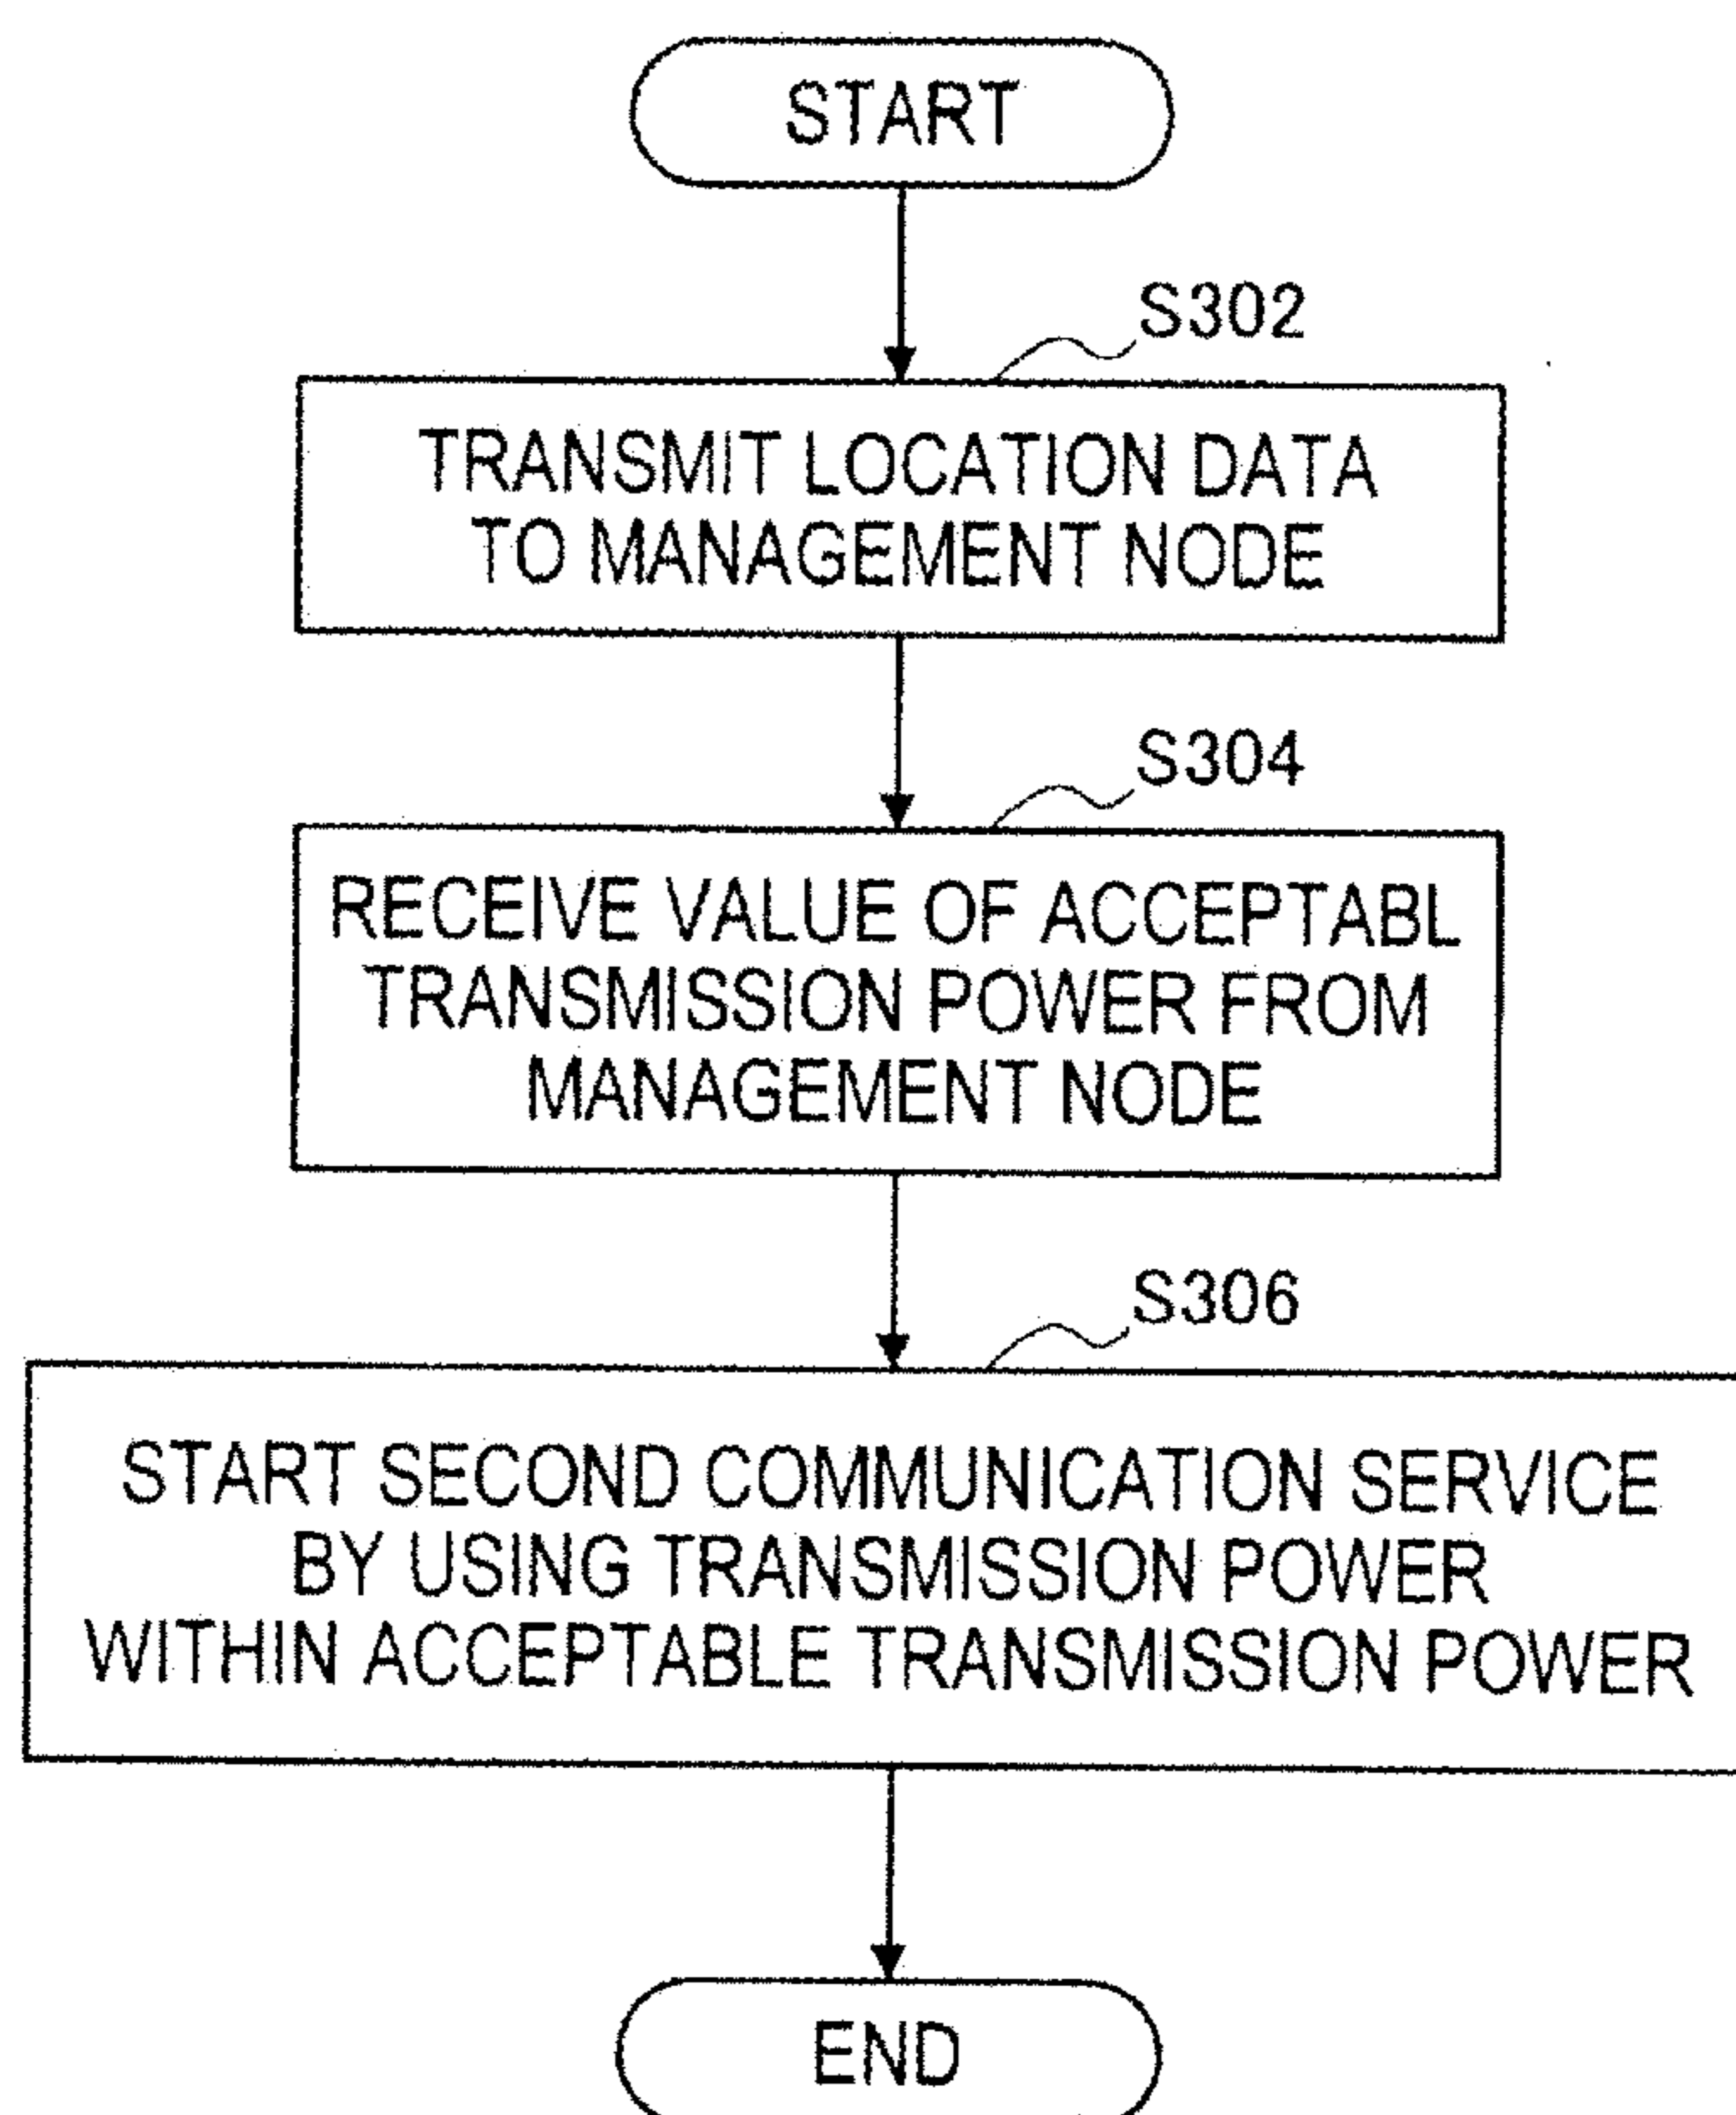 START
S302
TRANSMIT LOCATION DATA
TO MANAGEMENT NODE
S304
RECEIVE VALUE OF ACCEPTABL
TRANSMISSION POWER FROM
MANAGEMENT NODE
S306
START SECOND COMMUNICATION SERVICE
BY USING TRANSMISSION POWER
WITHIN ACCEPTABLE TRANSMISSION POWER
END